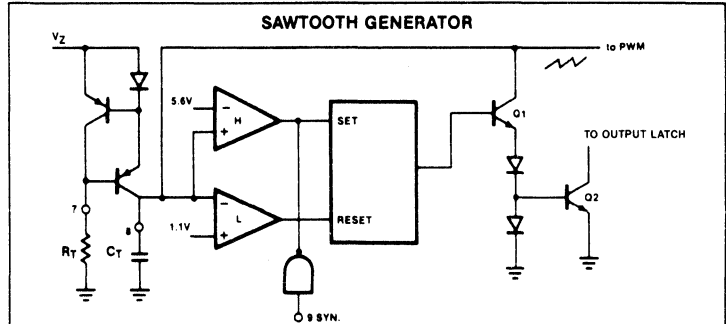 SAWTOOTH GENERATOR
VZ
to PWM
5.6V
−
H
+
SET
Q1
TO OUTPUT LATCH
7
8
−
L
+
1.1V
RESET
Q2
RT
CT
9 SYN.